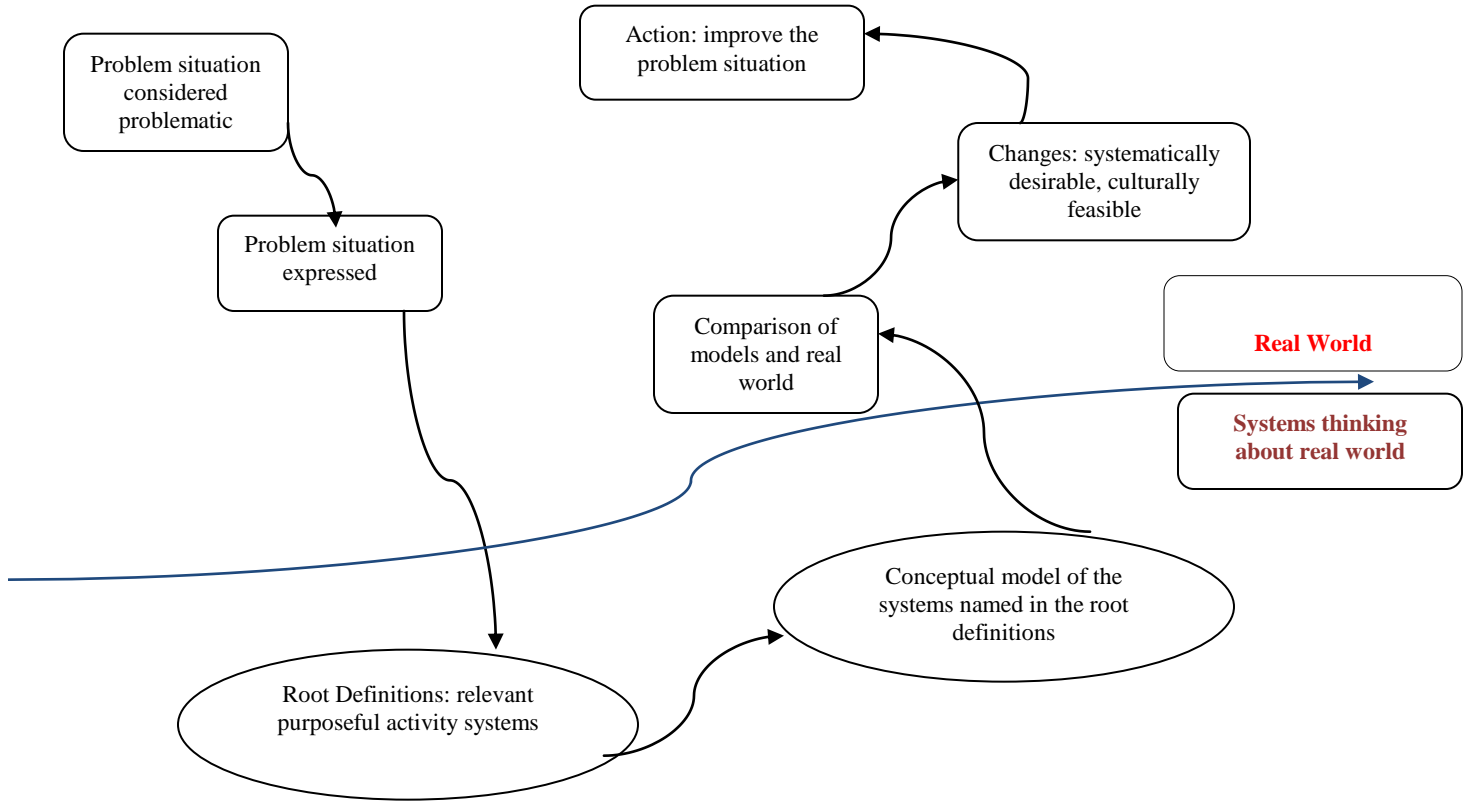 Problem situation
considered
problematic
Problem situation
expressed
Root Definitions: relevant
purposeful activity systems
Conceptual model of the
systems named in the root
definitions
Comparison of
models and real
world
Changes: systematically
desirable, culturally
feasible
Action: improve the
problem situation
Real World
Systems thinking
about real world